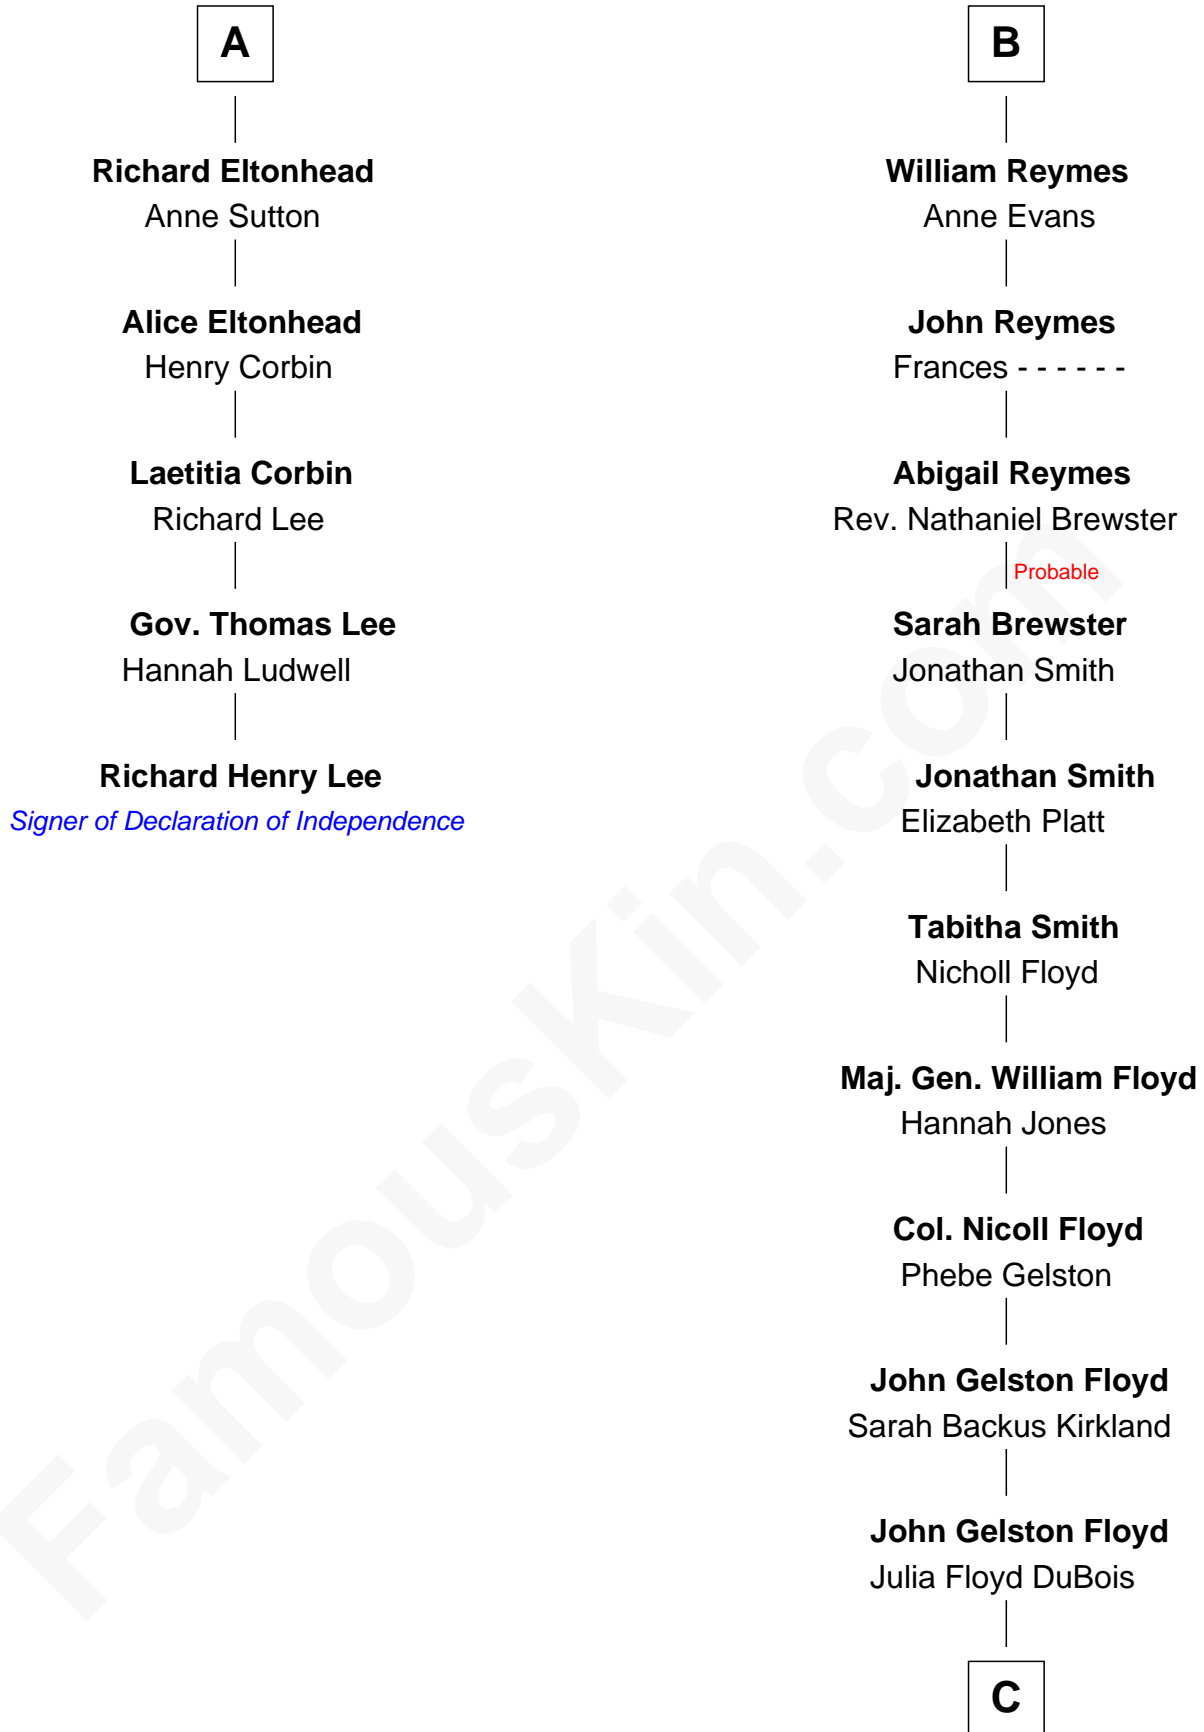 A
Richard Eltonhead
Anne Sutton
Alice Eltonhead
Henry Corbin
Laetitia Corbin
Richard Lee
Gov. Thomas Lee
Hannah Ludwell
Richard Henry Lee
Signer of Declaration of Independence
B
William Reymes
Anne Evans
John Reymes
Frances - - - - - -
Abigail Reymes
Rev. Nathaniel Brewster
Probable
Sarah Brewster
Jonathan Smith
Jonathan Smith
Elizabeth Platt
Tabitha Smith
Nicholl Floyd
Maj. Gen. William Floyd
Hannah Jones
Col. Nicoll Floyd
Phebe Gelston
John Gelston Floyd
Sarah Backus Kirkland
John Gelston Floyd
Julia Floyd DuBois
C
FamousKin.com